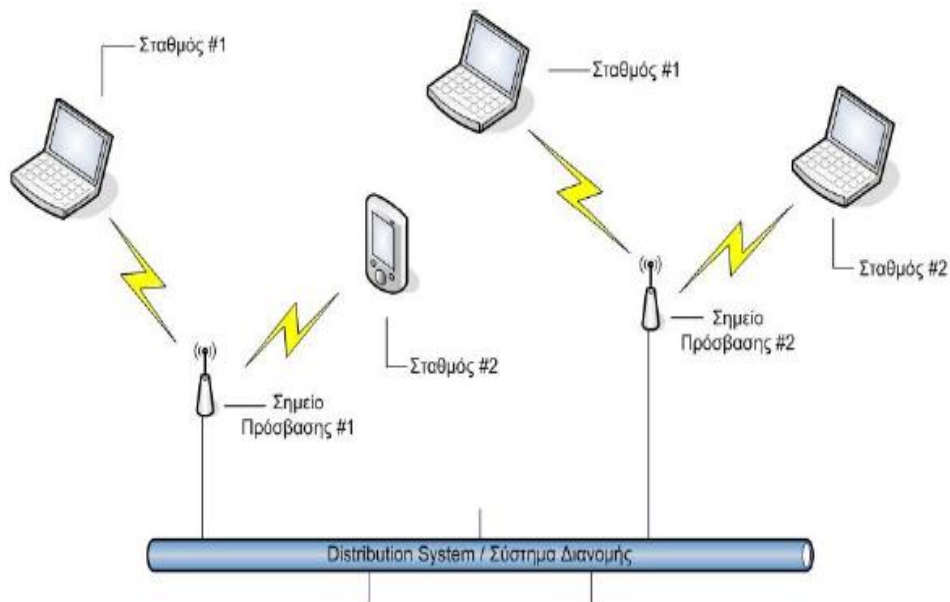 Σταθμός #1
Σταθμός #1
Σταθμός #2
Σημείο
Πρόσβασης #2
Σταθμός #2
Σημείο
Πρόσβασης #1
Distribution System / Σύστημα Διανομής